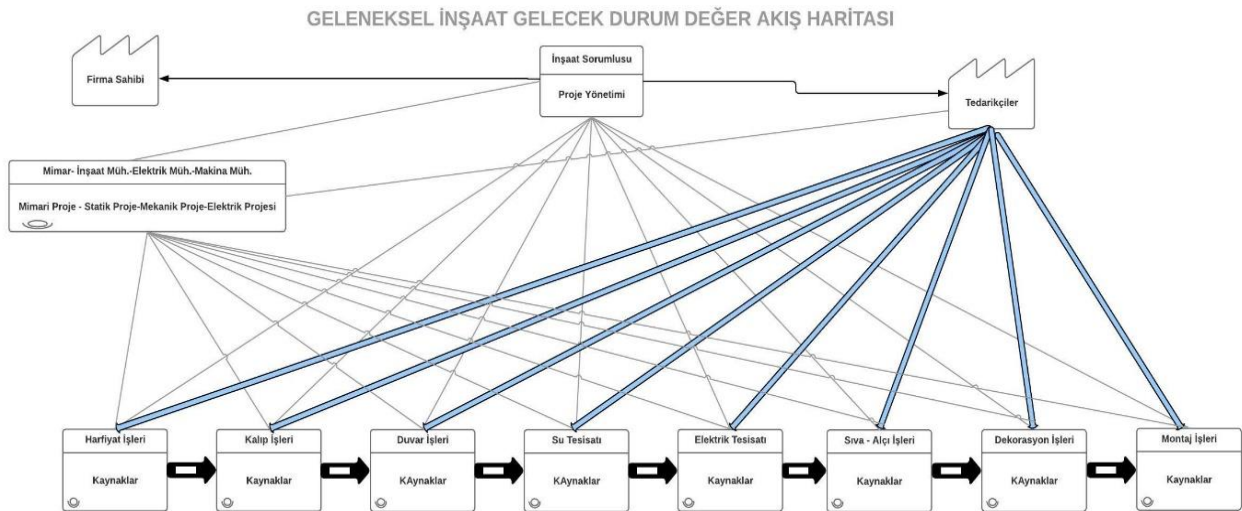 GELENEKSEL İNŞAAT GELECEK DURUM DEĞER AKIŞ HARİTASI
Firma Sahibi
İnşaat Sorumlusu
Proje Yönetimi
Tedarikçiler
Mimar- İnşaat Müh.-Elektrik Müh.-Makina Müh.
Mimari Proje - Statik Proje-Mekanik Proje-Elektrik Projesi
Harfiyat İşleri
Kaynaklar
Kalıp İşleri
Kaynaklar
Duvar İşleri
KAynaklar
Su Tesisatı
KAynaklar
Elektrik Tesisatı
Kaynaklar
Sıva - Alçı İşleri
Kaynaklar
Dekorasyon İşleri
KAynaklar
Montaj İşleri
Kaynaklar